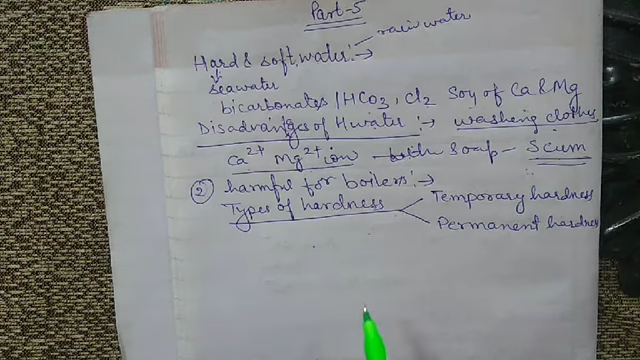 Part-5
rain water
Hard & soft water :→
seawater
bicarbonates / HCO3, Cl2 So4 of Ca & Mg
Disadvanges of H water :→ washing clothes
Ca2+ Mg2+ ion - with soap - Scum
② harmful for boilers :→
Types of hardness
Temporary hardness
Permanent hardness